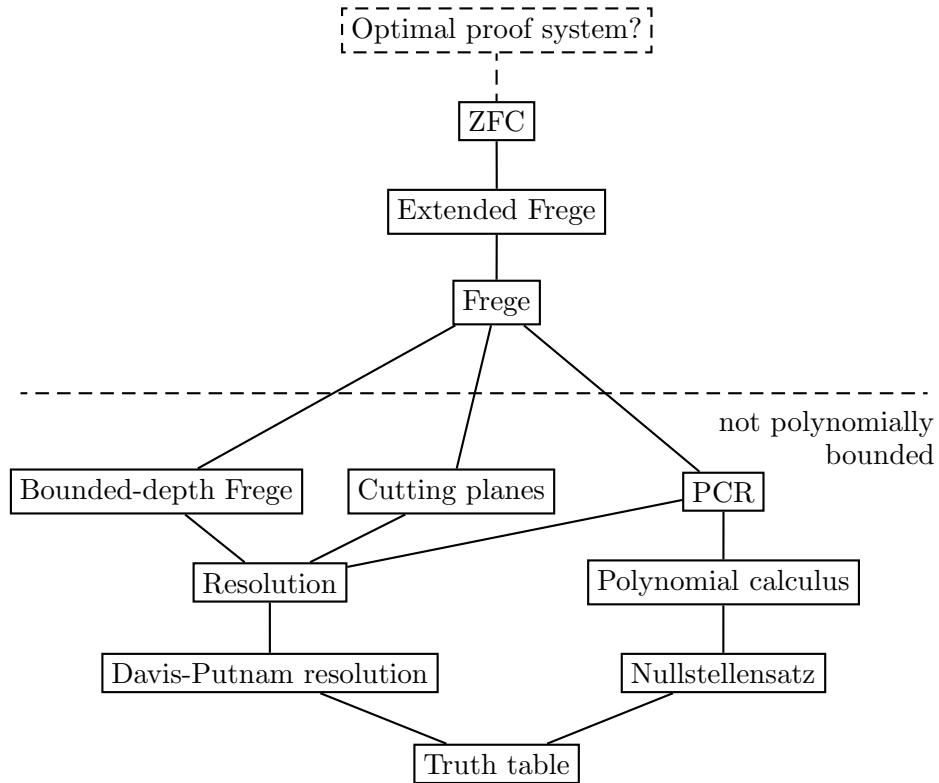 Optimal proof system?
ZFC
Extended Frege
Frege
not polynomially
bounded
Bounded-depth Frege
Cutting planes
PCR
Resolution
Polynomial calculus
Davis-Putnam resolution
Nullstellensatz
Truth table